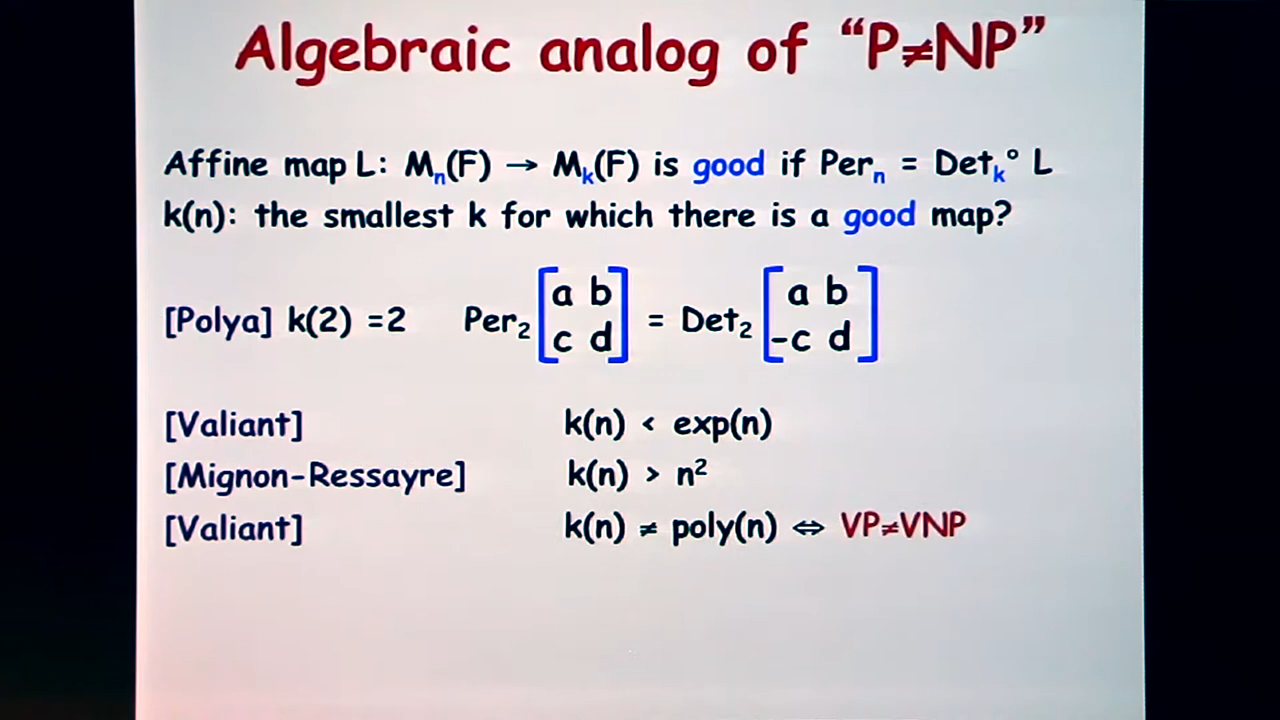 Algebraic analog of “P≠NP”
Affine map L: Mn(F) → Mk(F) is good if Pern = Detk° L
k(n): the smallest k for which there is a good map?
[Polya] k(2) =2 Per2 [a b c d] = Det2 [a b -c d]
[Valiant] k(n) < exp(n)
[Mignon-Ressayre] k(n) > n²
[Valiant] k(n) ≠ poly(n) ⇔ VP≠VNP